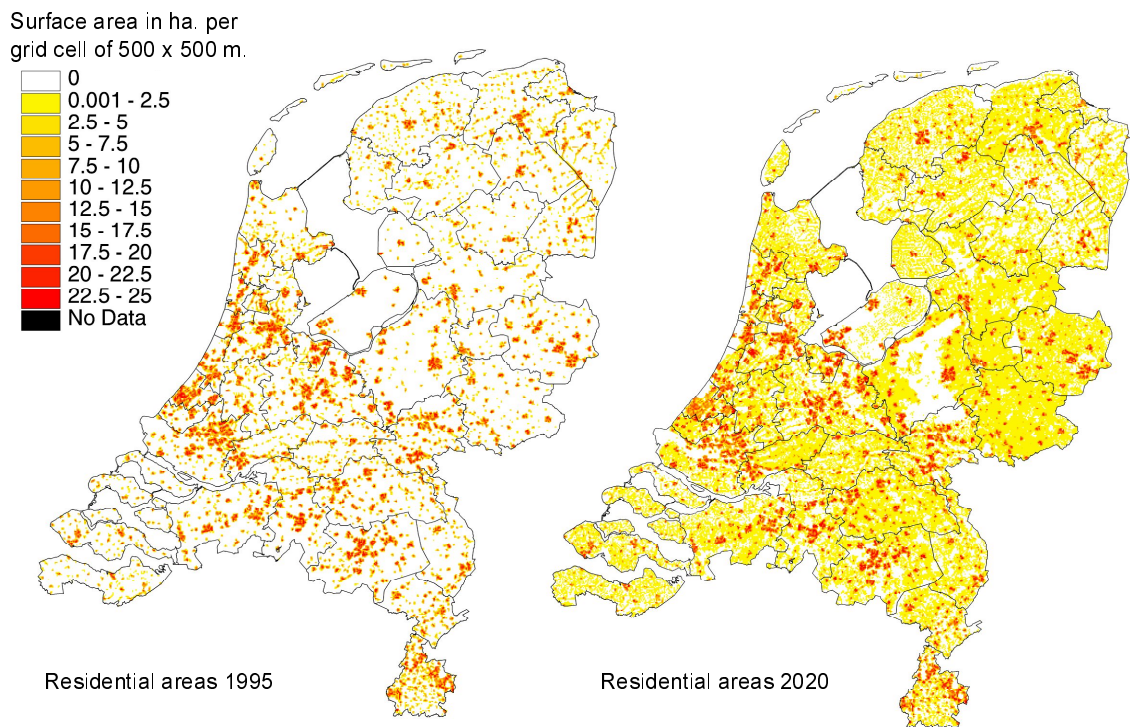 Surface area in ha. per
grid cell of 500 x 500 m.
0
0.001 - 2.5
2.5 - 5
5 - 7.5
7.5 - 10
10 - 12.5
12.5 - 15
15 - 17.5
17.5 - 20
20 - 22.5
22.5 - 25
No Data
Residential areas 1995
Residential areas 2020